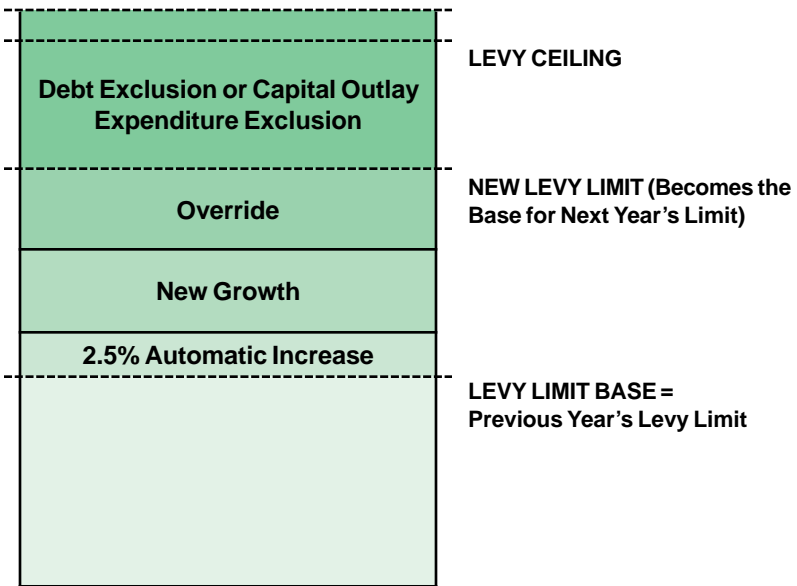 LEVY CEILING
Debt Exclusion or Capital Outlay
Expenditure Exclusion
NEW LEVY LIMIT (Becomes the
Base for Next Year’s Limit)
Override
New Growth
2.5% Automatic Increase
LEVY LIMIT BASE =
Previous Year’s Levy Limit